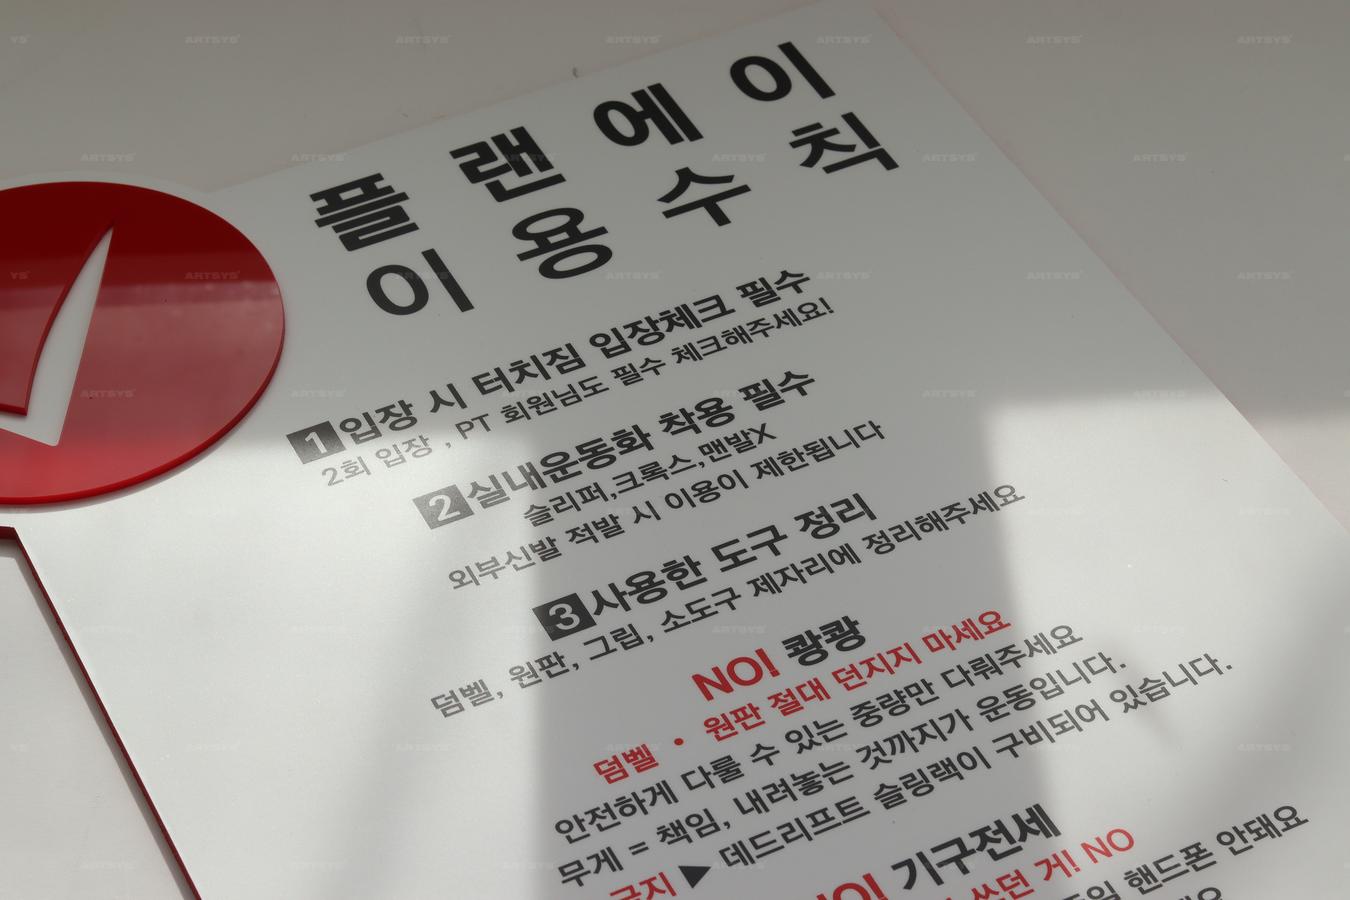 플랜에이
이용수칙
1 입장 시 터치짐 입장체크 필수
2회 입장, PT 회원님도 필수 체크해주세요!
2 실내운동화 착용 필수
슬리퍼,크록스,맨발X
외부신발 적발 시 이용이 제한됩니다
3 사용한 도구 정리
덤벨, 원판, 그립, 소도구 제자리에 정리해주세요
NO! 쾅쾅
덤벨 • 원판 절대 던지지 마세요
안전하게 다룰 수 있는 중량만 다뤄주세요
무게 = 책임, 내려놓는 것까지가 운동입니다.
금지 ▶ 데드리프트 슬링랙이 구비되어 있습니다.
NO! 기구전세
쓰던 거! NO
핸드폰 안돼요
ARTSYS